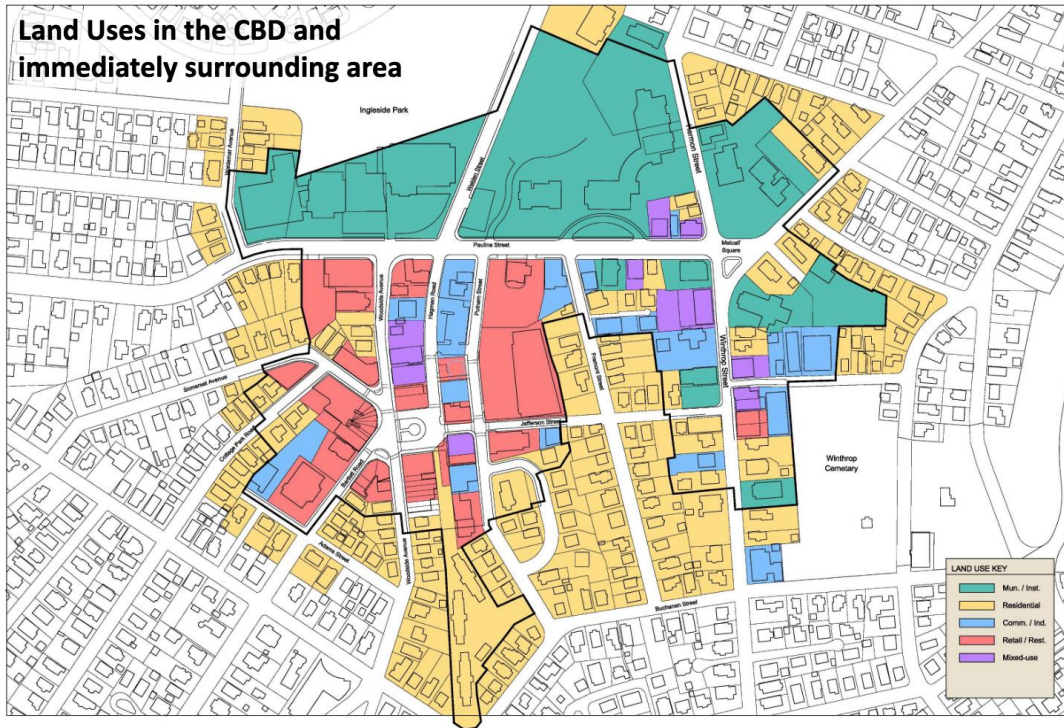 Land Uses in the CBD and
immediately surrounding area
Ingleside Park
Waldemar Avenue
Walden Street
Hermon Street
Pauline Street
Metcalf
Square
Woodside Avenue
Hagman Road
Putnam Street
Fremont Street
Winthrop Street
Somerset Avenue
Cottage Park Road
Jefferson Street
Bartlett Road
Winthrop
Cemetery
Adams Street
Woodside Avenue
Buchanan Street
LAND USE KEY
Mun. / Inst.
Residential
Comm. / Ind.
Retail / Rest.
Mixed-use